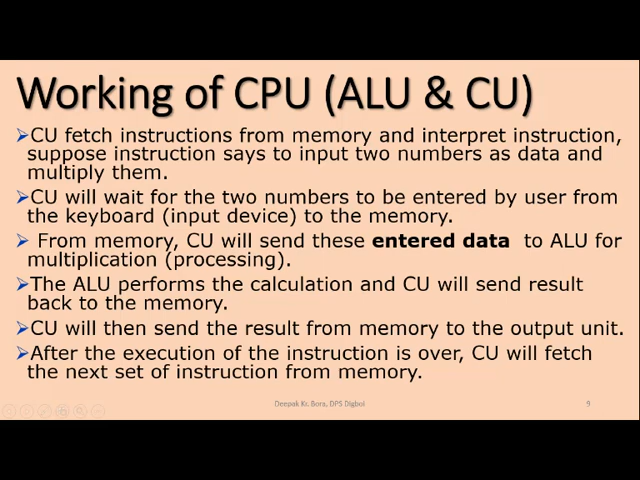 Working of CPU (ALU & CU)
➢CU fetch instructions from memory and interpret instruction,
suppose instruction says to input two numbers as data and
multiply them.
➢CU will wait for the two numbers to be entered by user from
the keyboard (input device) to the memory.
➢ From memory, CU will send these entered data to ALU for
multiplication (processing).
➢The ALU performs the calculation and CU will send result
back to the memory.
➢CU will then send the result from memory to the output unit.
➢After the execution of the instruction is over, CU will fetch
the next set of instruction from memory.
Deepak Kr. Bora, DPS Digboi
9